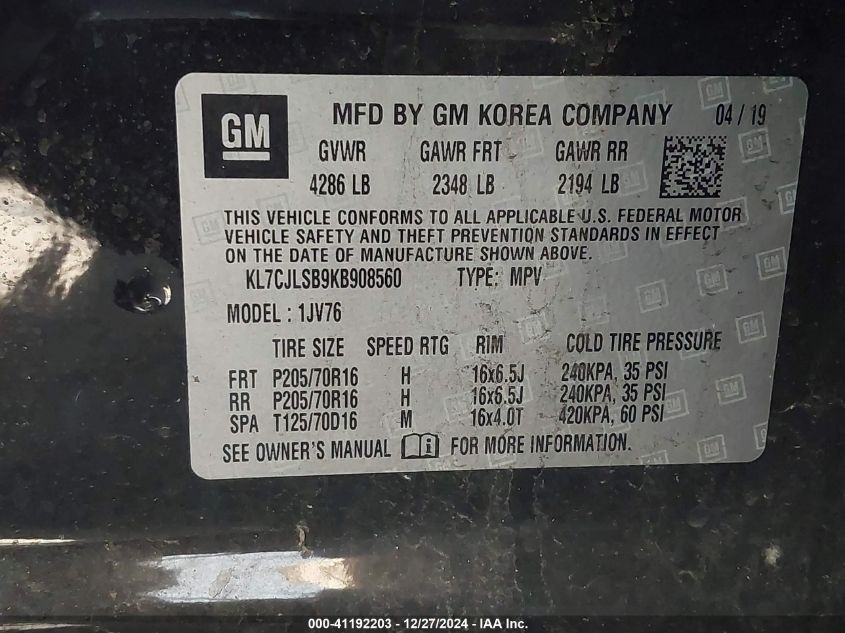 GM MFD BY GM KOREA COMPANY 04 / 19
GVWR GAWR FRT GAWR RR
4286 LB 2348 LB 2194 LB
THIS VEHICLE CONFORMS TO ALL APPLICABLE U.S. FEDERAL MOTOR
VEHICLE SAFETY AND THEFT PREVENTION STANDARDS IN EFFECT
ON THE DATE OF MANUFACTURE SHOWN ABOVE.
KL7CJLSB9KB908560 TYPE: MPV
MODEL : 1JV76
TIRE SIZE SPEED RTG RIM COLD TIRE PRESSURE
FRT P205/70R16 H 16x6.5J 240KPA, 35 PSI
RR P205/70R16 H 16x6.5J 240KPA, 35 PSI
SPA T125/70D16 M 16x4.0T 420KPA, 60 PSI
SEE OWNER'S MANUAL FOR MORE INFORMATION.
000-41192203 - 12/27/2024 - IAA Inc.